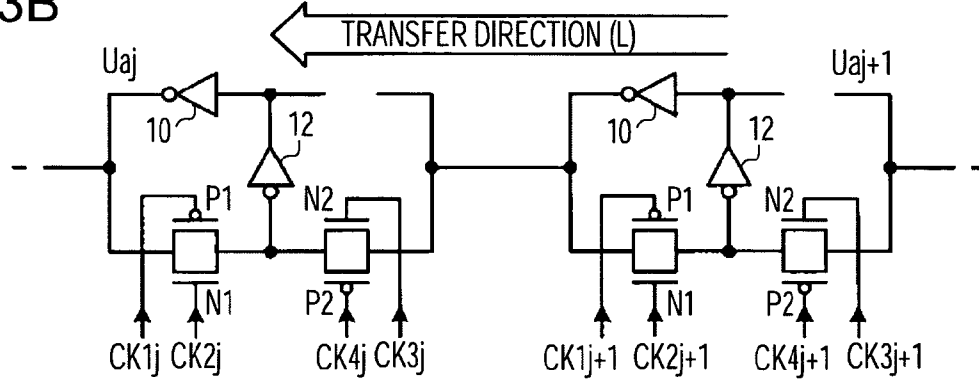 3B
TRANSFER DIRECTION (L)
Uaj
Uaj+1
10
12
10
12
P1
N2
P1
N2
N1
P2
N1
P2
CK1j CK2j CK4j CK3j CK1j+1 CK2j+1 CK4j+1 CK3j+1